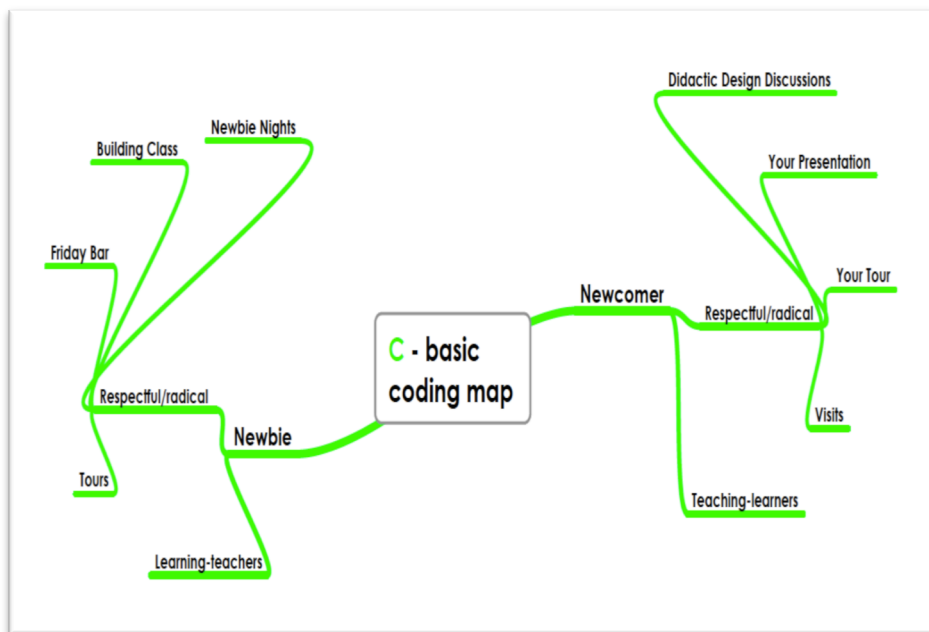 Didactic Design Discussions
Newbie Nights
Building Class
Your Presentation
Friday Bar
Your Tour
Newcomer
Respectful/radical
C - basic
coding map
Respectful/radical
Newbie
Visits
Tours
Teaching-learners
Learning-teachers